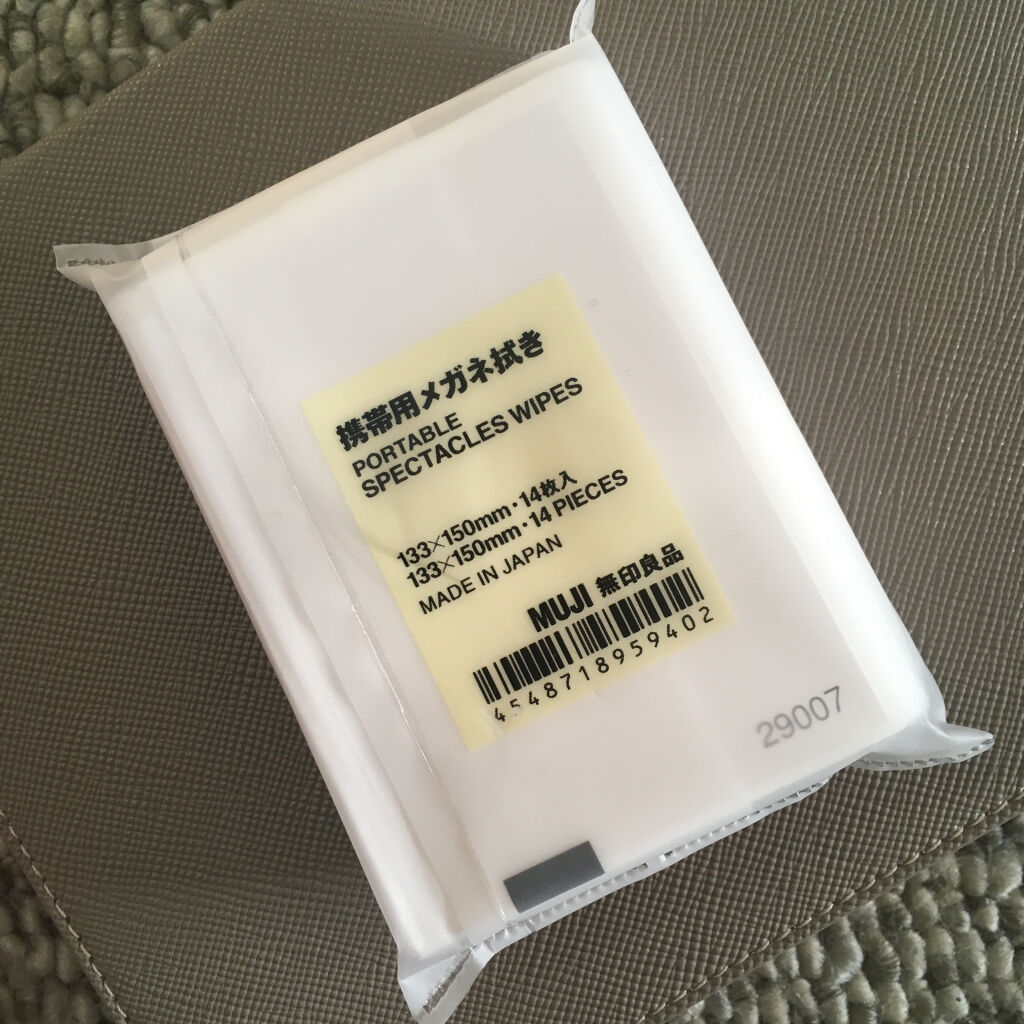 携帯用メガネ拭き
PORTABLE
SPECTACLES WIPES
133×150mm・14枚入
133×150mm・14 PIECES
MADE IN JAPAN
MUJI 無印良品
4548718959402
29007